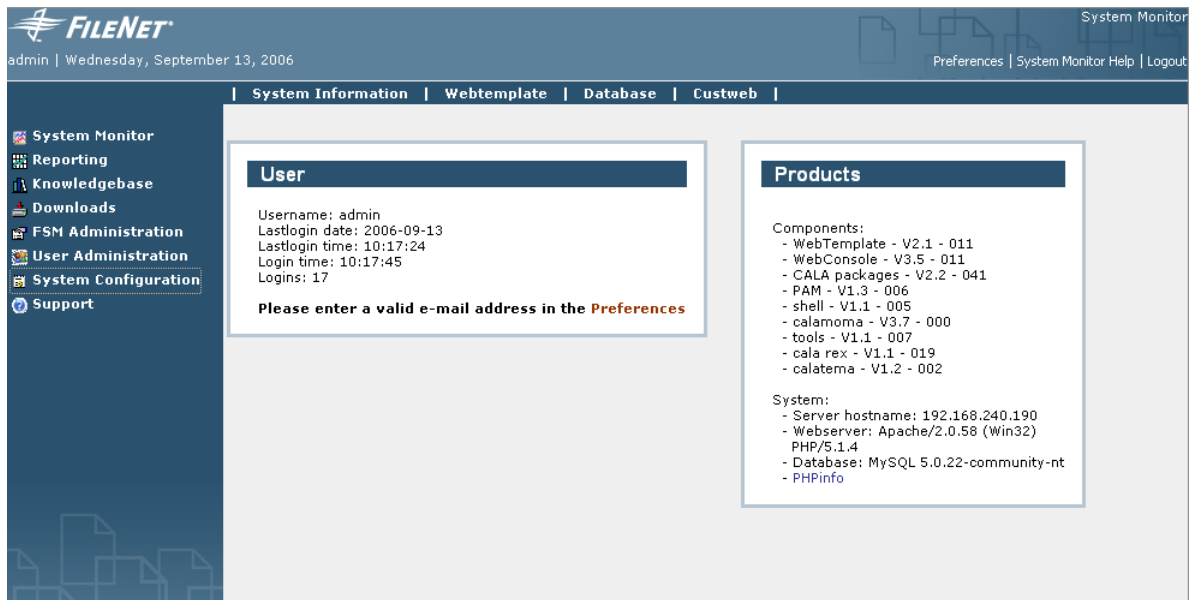 FILENET
System Monitor
admin | Wednesday, September 13, 2006
Preferences | System Monitor Help | Logout
| System Information | Webtemplate | Database | Custweb |
System Monitor
Reporting
Knowledgebase
Downloads
FSM Administration
User Administration
System Configuration
Support
User
Username: admin
Lastlogin date: 2006-09-13
Lastlogin time: 10:17:24
Login time: 10:17:45
Logins: 17
Please enter a valid e-mail address in the Preferences
Products
Components:
- WebTemplate - V2.1 - 011
- WebConsole - V3.5 - 011
- CALA packages - V2.2 - 041
- PAM - V1.3 - 006
- shell - V1.1 - 005
- calamoma - V3.7 - 000
- tools - V1.1 - 007
- cala rex - V1.1 - 019
- calatema - V1.2 - 002
System:
- Server hostname: 192.168.240.190
- Webserver: Apache/2.0.58 (Win32)
PHP/5.1.4
- Database: MySQL 5.0.22-community-nt
- PHPinfo